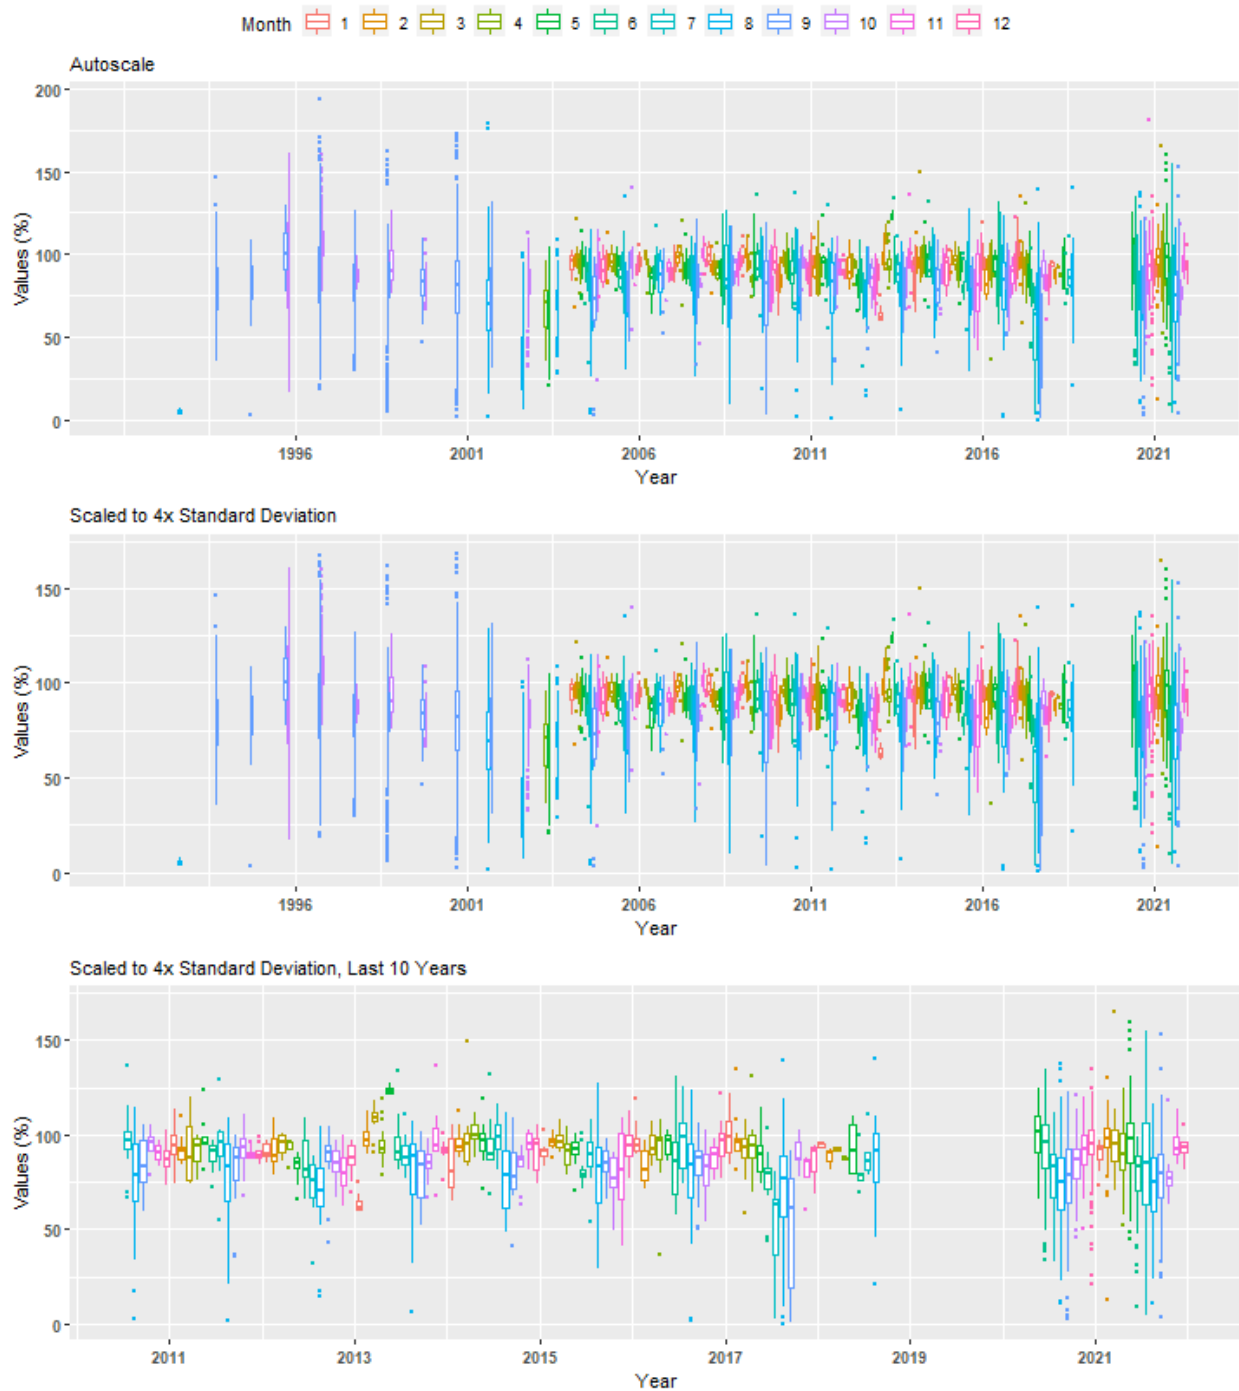 Month 1 2 3 4 5 6 7 8 9 10 11 12
Autoscale
200
150
100
50
0
Values (%)
1996 2001 2006 2011 2016 2021
Year
Scaled to 4x Standard Deviation
150
100
50
0
Values (%)
1996 2001 2006 2011 2016 2021
Year
Scaled to 4x Standard Deviation, Last 10 Years
150
100
50
0
Values (%)
2011 2013 2015 2017 2019 2021
Year